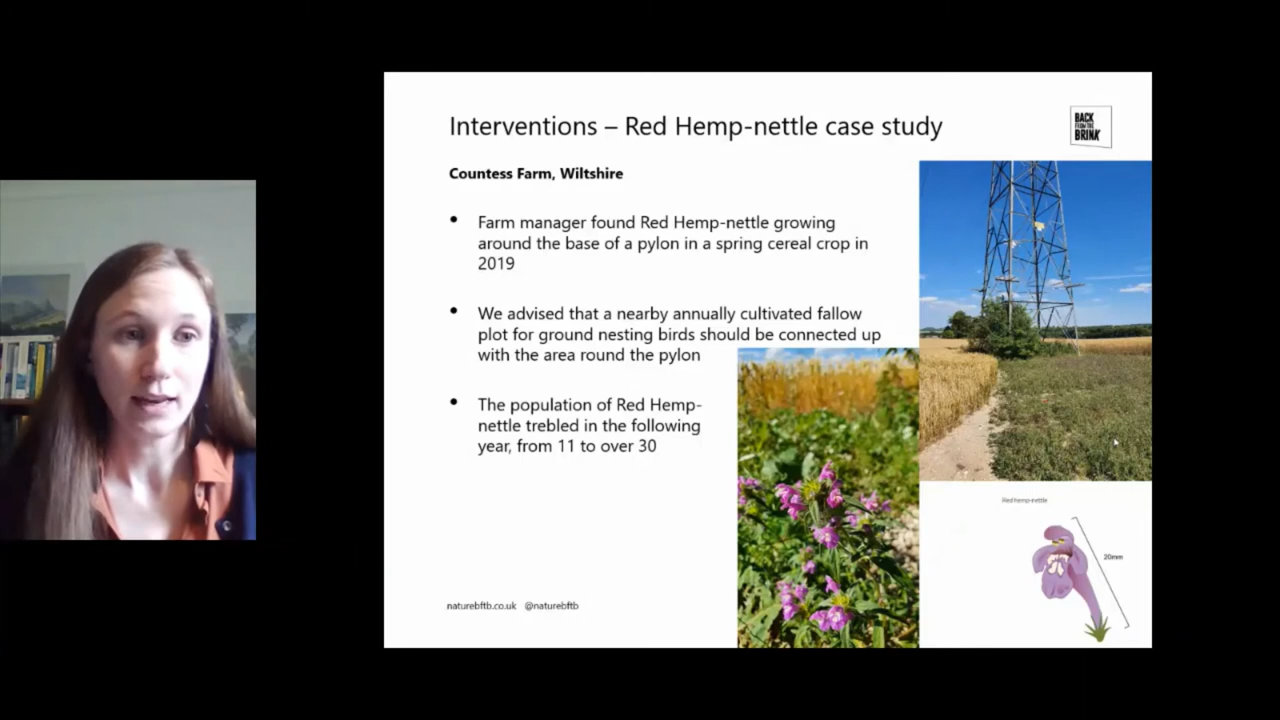 Interventions – Red Hemp-nettle case study
BACK
FROM THE
BRINK
Countess Farm, Wiltshire
• Farm manager found Red Hemp-nettle growing
around the base of a pylon in a spring cereal crop in
2019
• We advised that a nearby annually cultivated fallow
plot for ground nesting birds should be connected up
with the area round the pylon
• The population of Red Hemp-
nettle trebled in the following
year, from 11 to over 30
Red hemp-nettle
20mm
naturebftb.co.uk @naturebftb